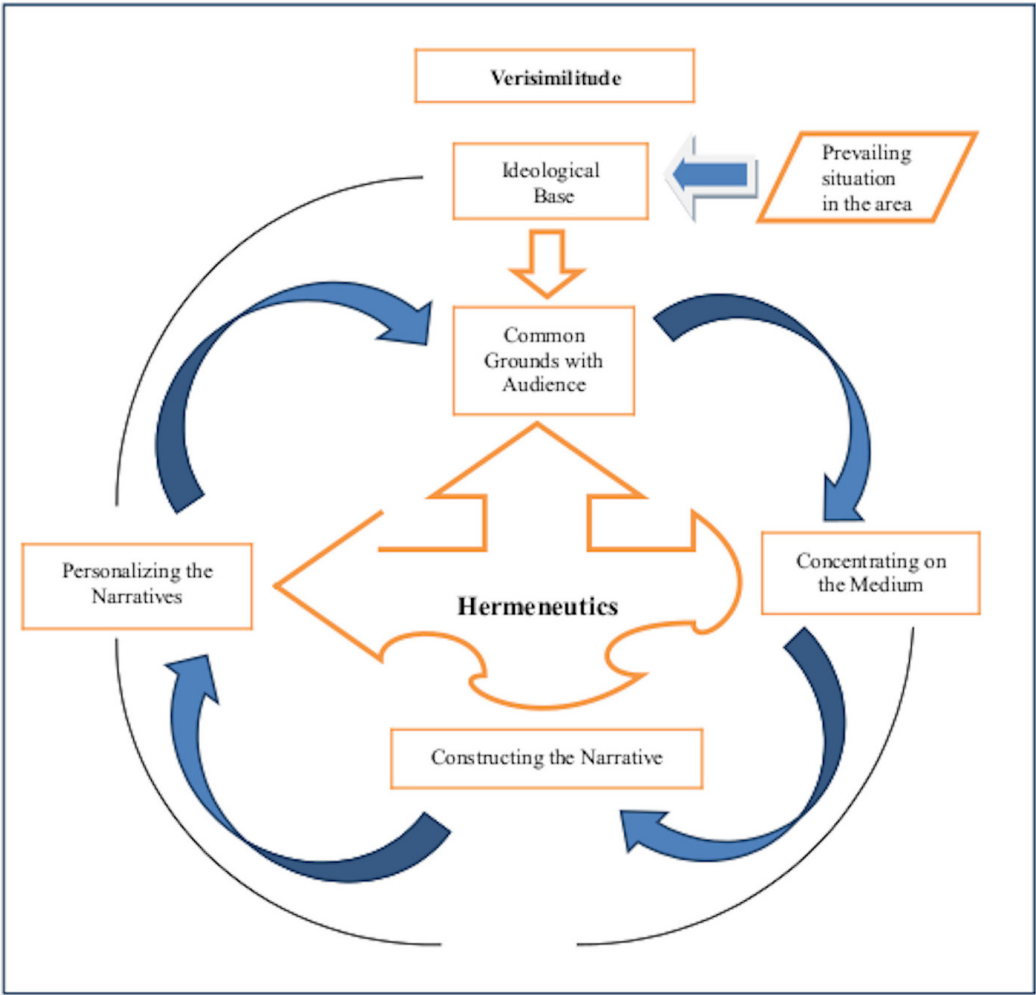 Verisimilitude
Ideological
Base
Prevailing
situation
in the area
Common
Grounds with
Audience
Personalizing the
Narratives
Concentrating on
the Medium
Hermeneutics
Constructing the Narrative